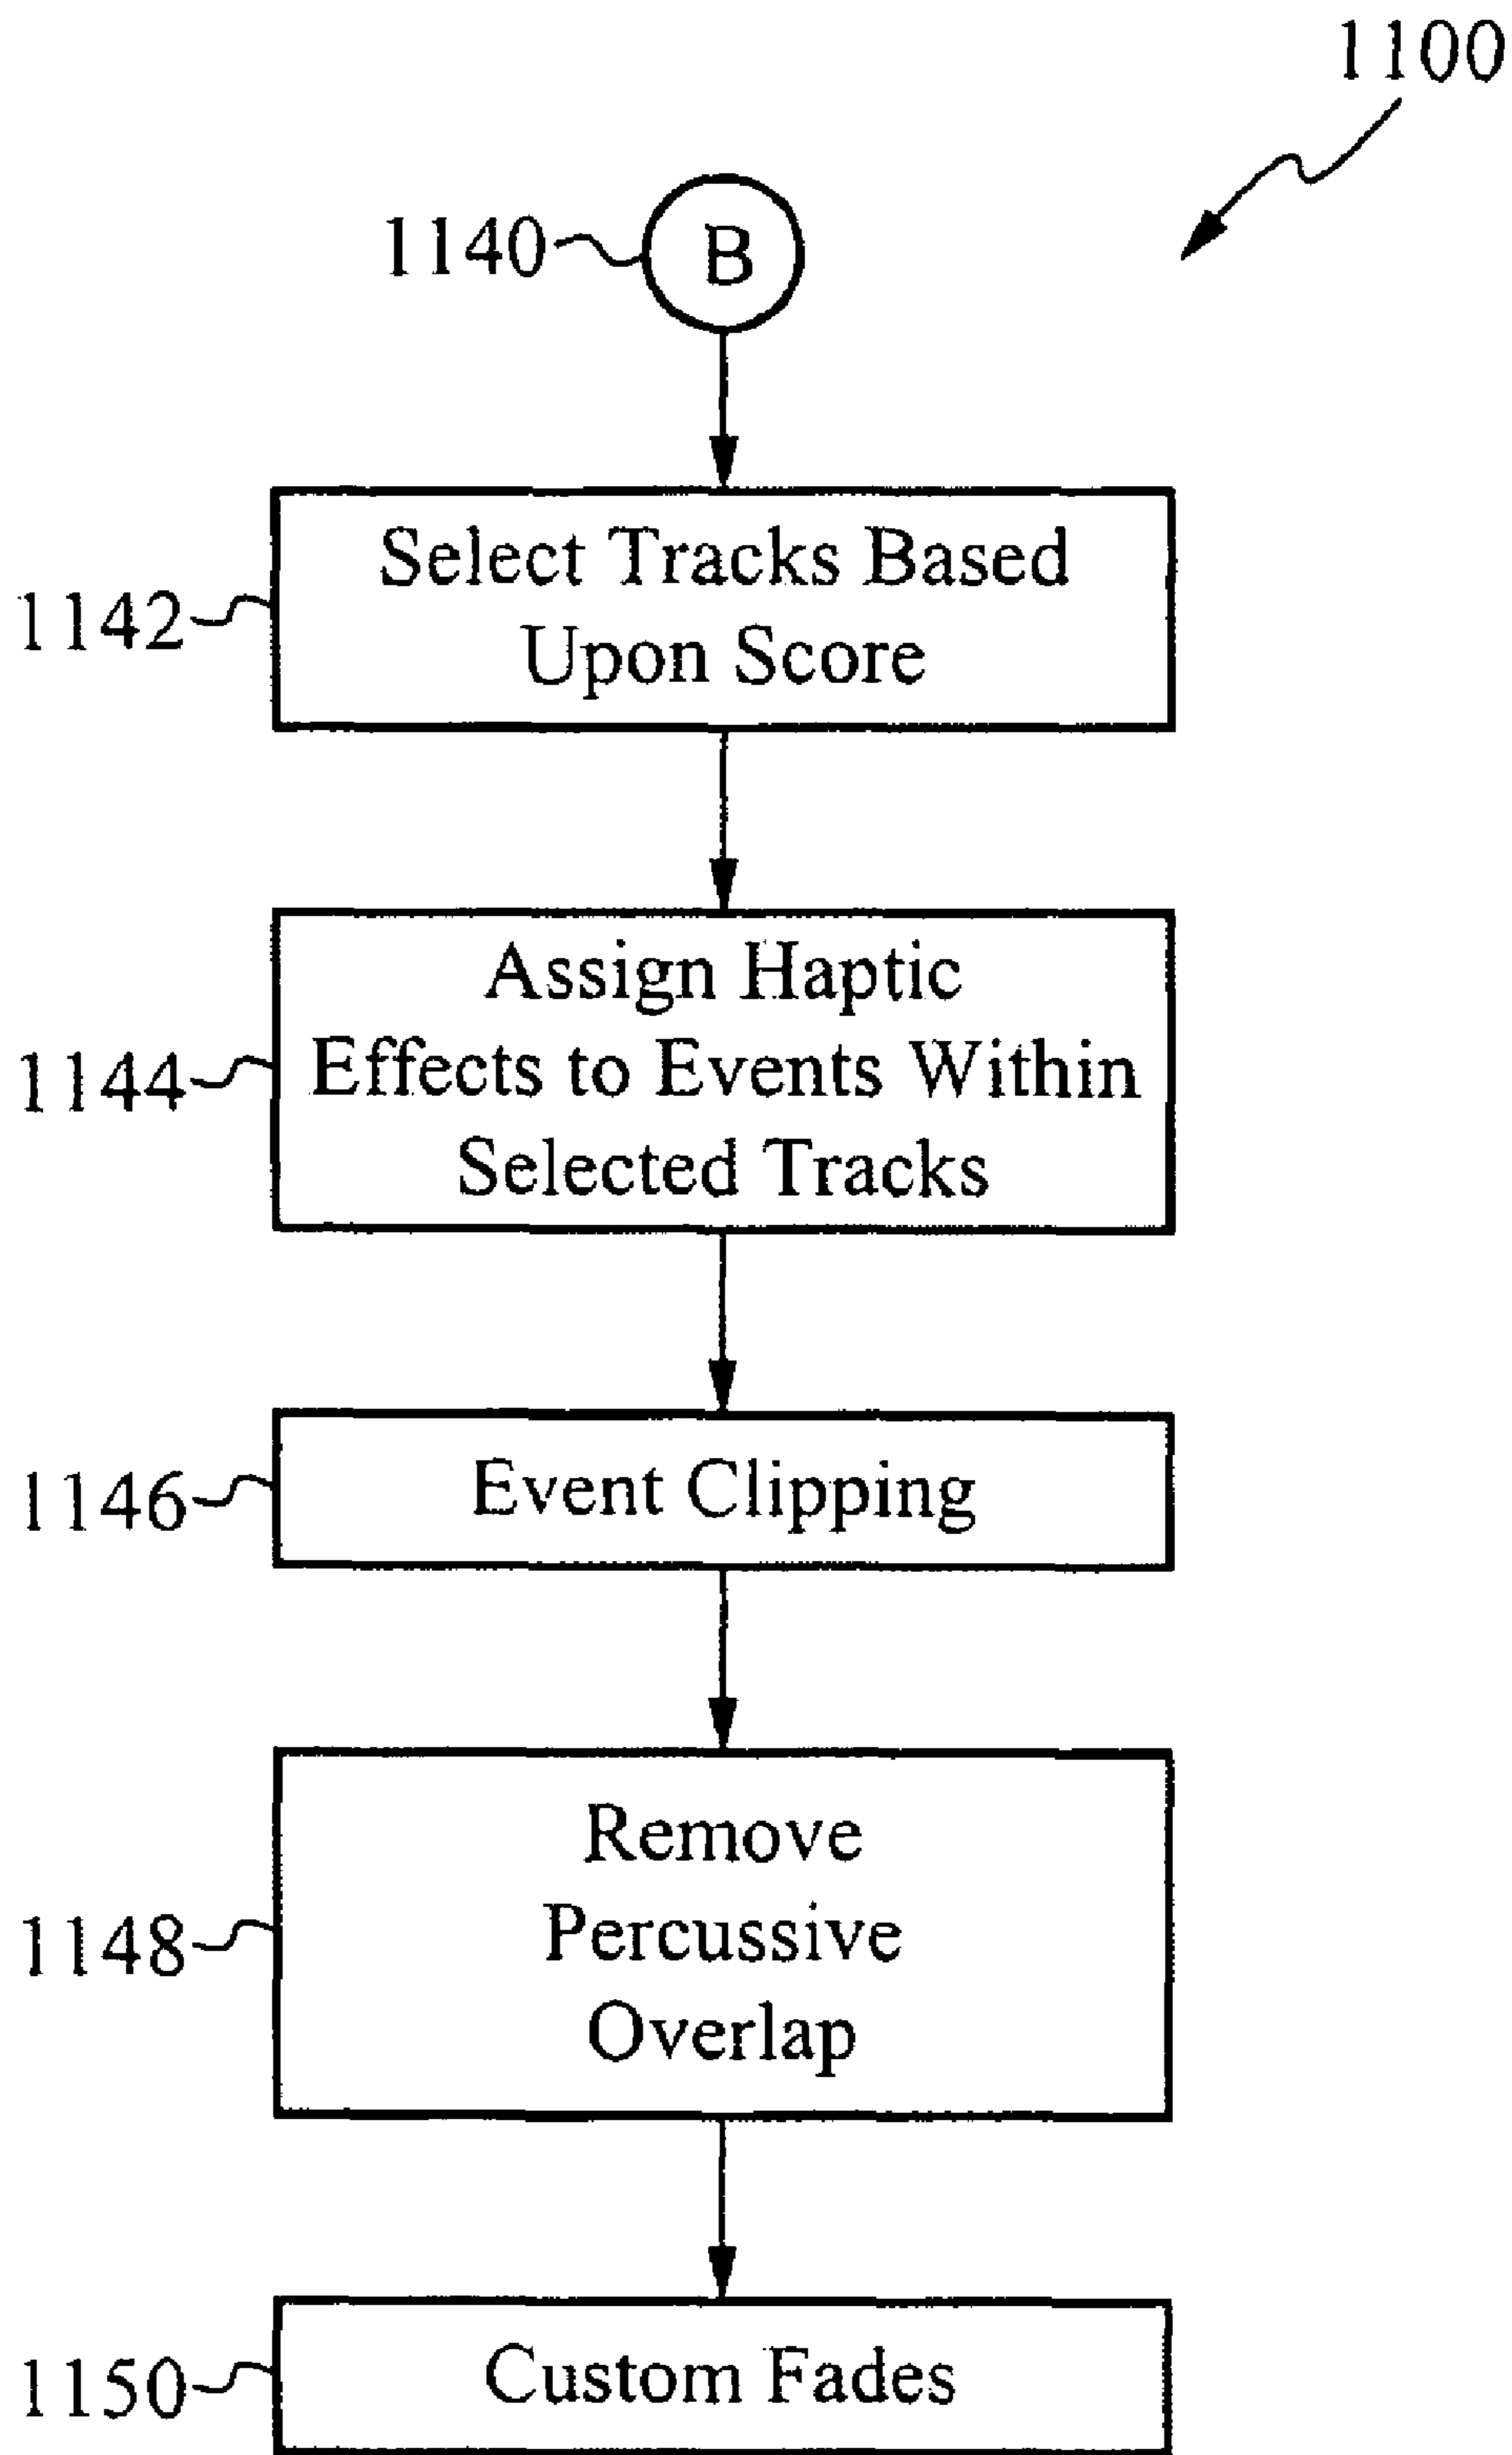 1100
1140
B
1142
Select Tracks Based
Upon Score
1144
Assign Haptic
Effects to Events Within
Selected Tracks
1146
Event Clipping
1148
Remove
Percussive
Overlap
1150
Custom Fades